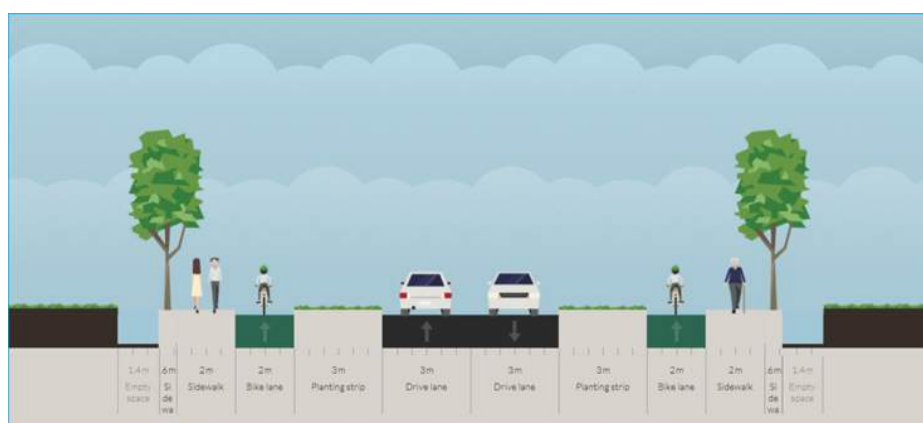 1.4m
Empty
space
.6m
Si
de
wa
2m
Sidewalk
2m
Bike lane
3m
Planting strip
3m
Drive lane
3m
Drive lane
3m
Planting strip
2m
Bike lane
2m
Sidewalk
.6m
Si
de
wa
1.4m
Empty
space